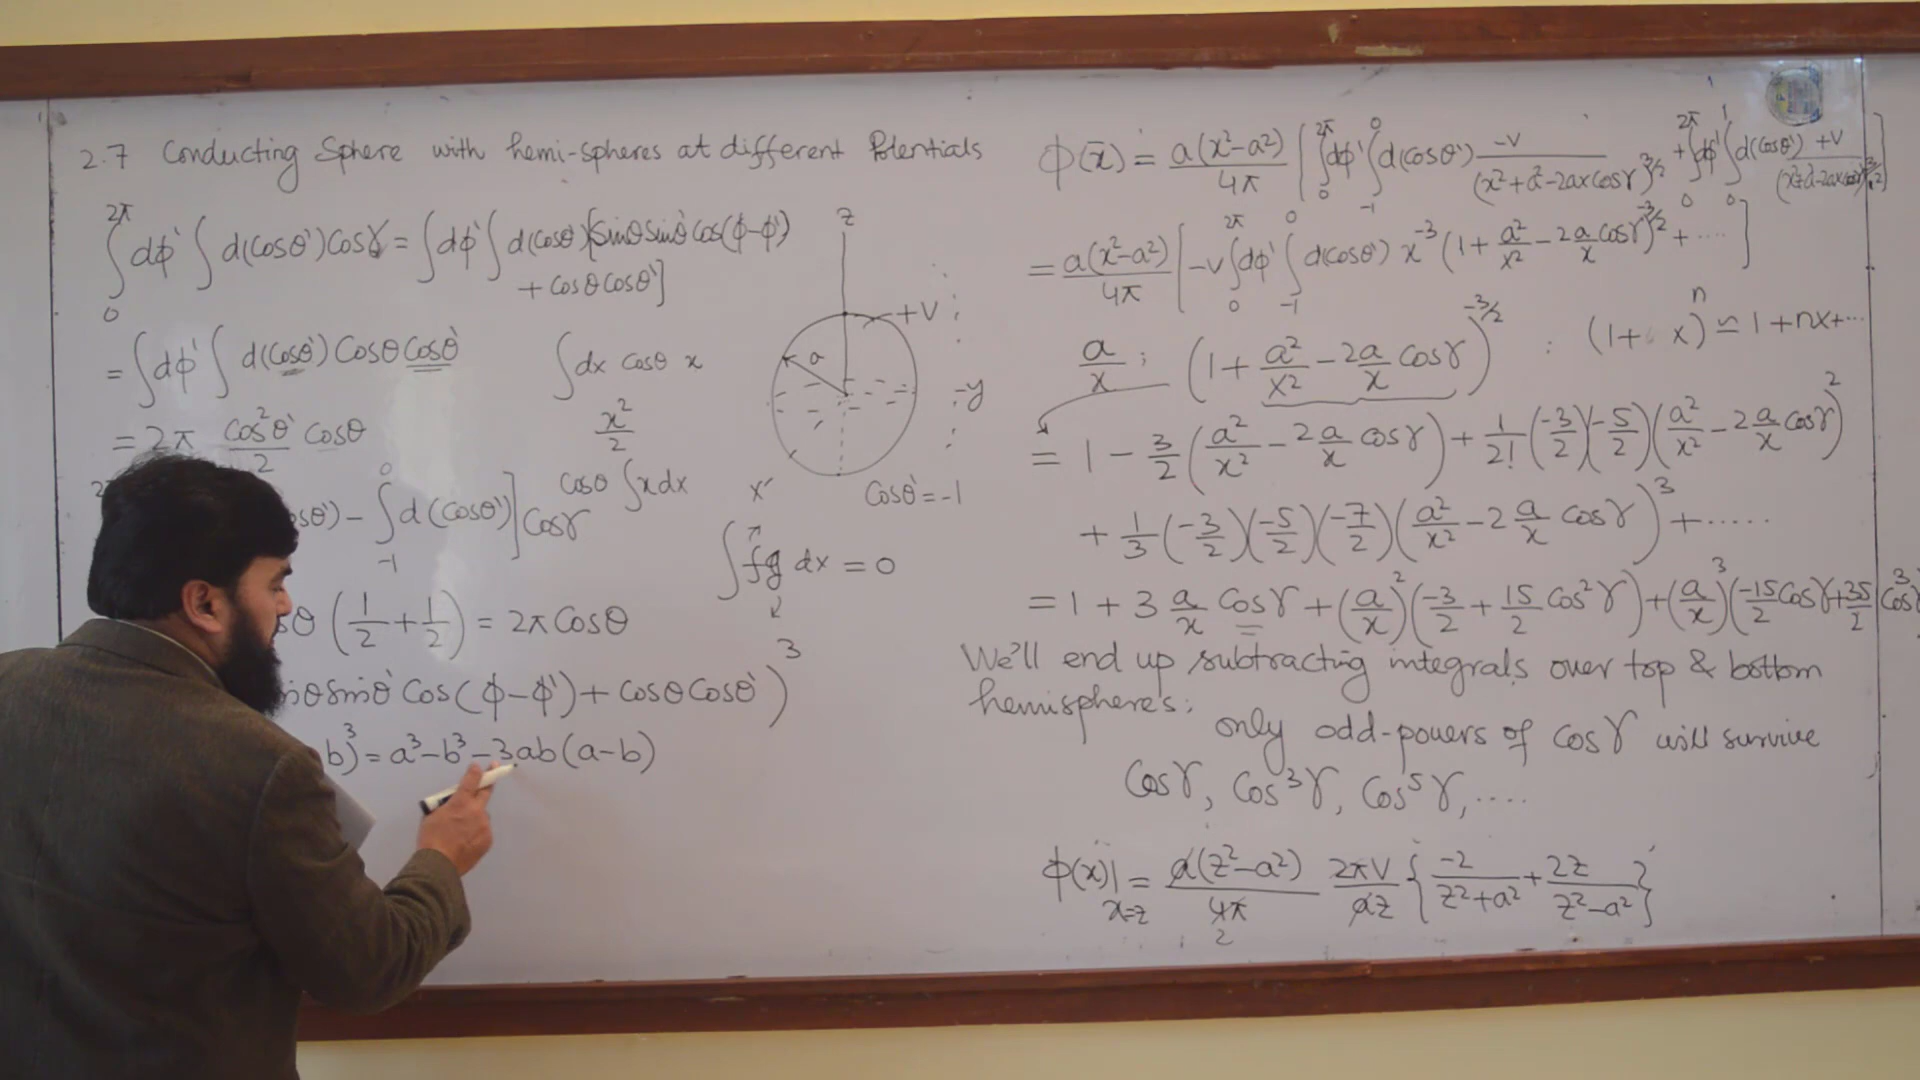 2.7 Conducting Sphere with hemi-spheres at different Potentials
∫₀^{2π} dφ' ∫ d(cosθ') cosγ = ∫ dφ' ∫ d(cosθ') [sinθ sinθ' cos(φ-φ')
+ cosθ cosθ']
= ∫ dφ' ∫ d(cosθ') Cosθ Cosθ'
∫ dx cosθ x
= 2π cos²θ'/2 cosθ
x²/2
osθ') - ∫₋₁⁰ d(cosθ')] Cosγ
Cosθ ∫ x dx
sθ (1/2 + 1/2) = 2π Cosθ
∫ fg dx = 0
nθ sinθ' Cos(φ-φ') + cosθ Cosθ')³
b)³ = a³ - b³ - 3ab(a-b)
z
+V
a
y
x
Cosθ' = -1
φ(x̄) = a(x²-a²)/4π [∫₀^{2π} dφ' ∫₋₁⁰ d(cosθ') -V/(x²+a²-2ax cosγ)^{3/2} + ∫₀^{2π} dφ' ∫₀¹ d(cosθ') +V
= a(x²-a²)/4π [-V ∫₀^{2π} dφ' ∫₋₁⁰ d(cosθ') x⁻³ (1 + a²/x² - 2a/x cosγ)^{-3/2} + ....]
a/x ; (1 + a²/x² - 2a/x cosγ)^{-3/2} : (1+ x)ⁿ ≃ 1+nx+...
= 1 - 3/2 (a²/x² - 2a/x cosγ) + 1/2! (-3/2)(-5/2)(a²/x² - 2a/x cosγ)²
+ 1/3 (-3/2)(-5/2)(-7/2)(a²/x² - 2a/x cosγ)³ + .....
= 1 + 3 a/x Cosγ + (a/x)² (-3/2 + 15/2 Cos²γ) + (a/x)³ (-15/2 Cosγ + 35/2 Cos³γ
We'll end up subtracting integrals over top & bottom
hemisphere's;
only odd-powers of cosγ will survive
Cosγ, Cos³γ, Cos⁵γ, ....
φ(x)|ₓ₌z = a(z²-a²)/4π 2 2πV/az {-2/z²+a² + 2z/z²-a²}